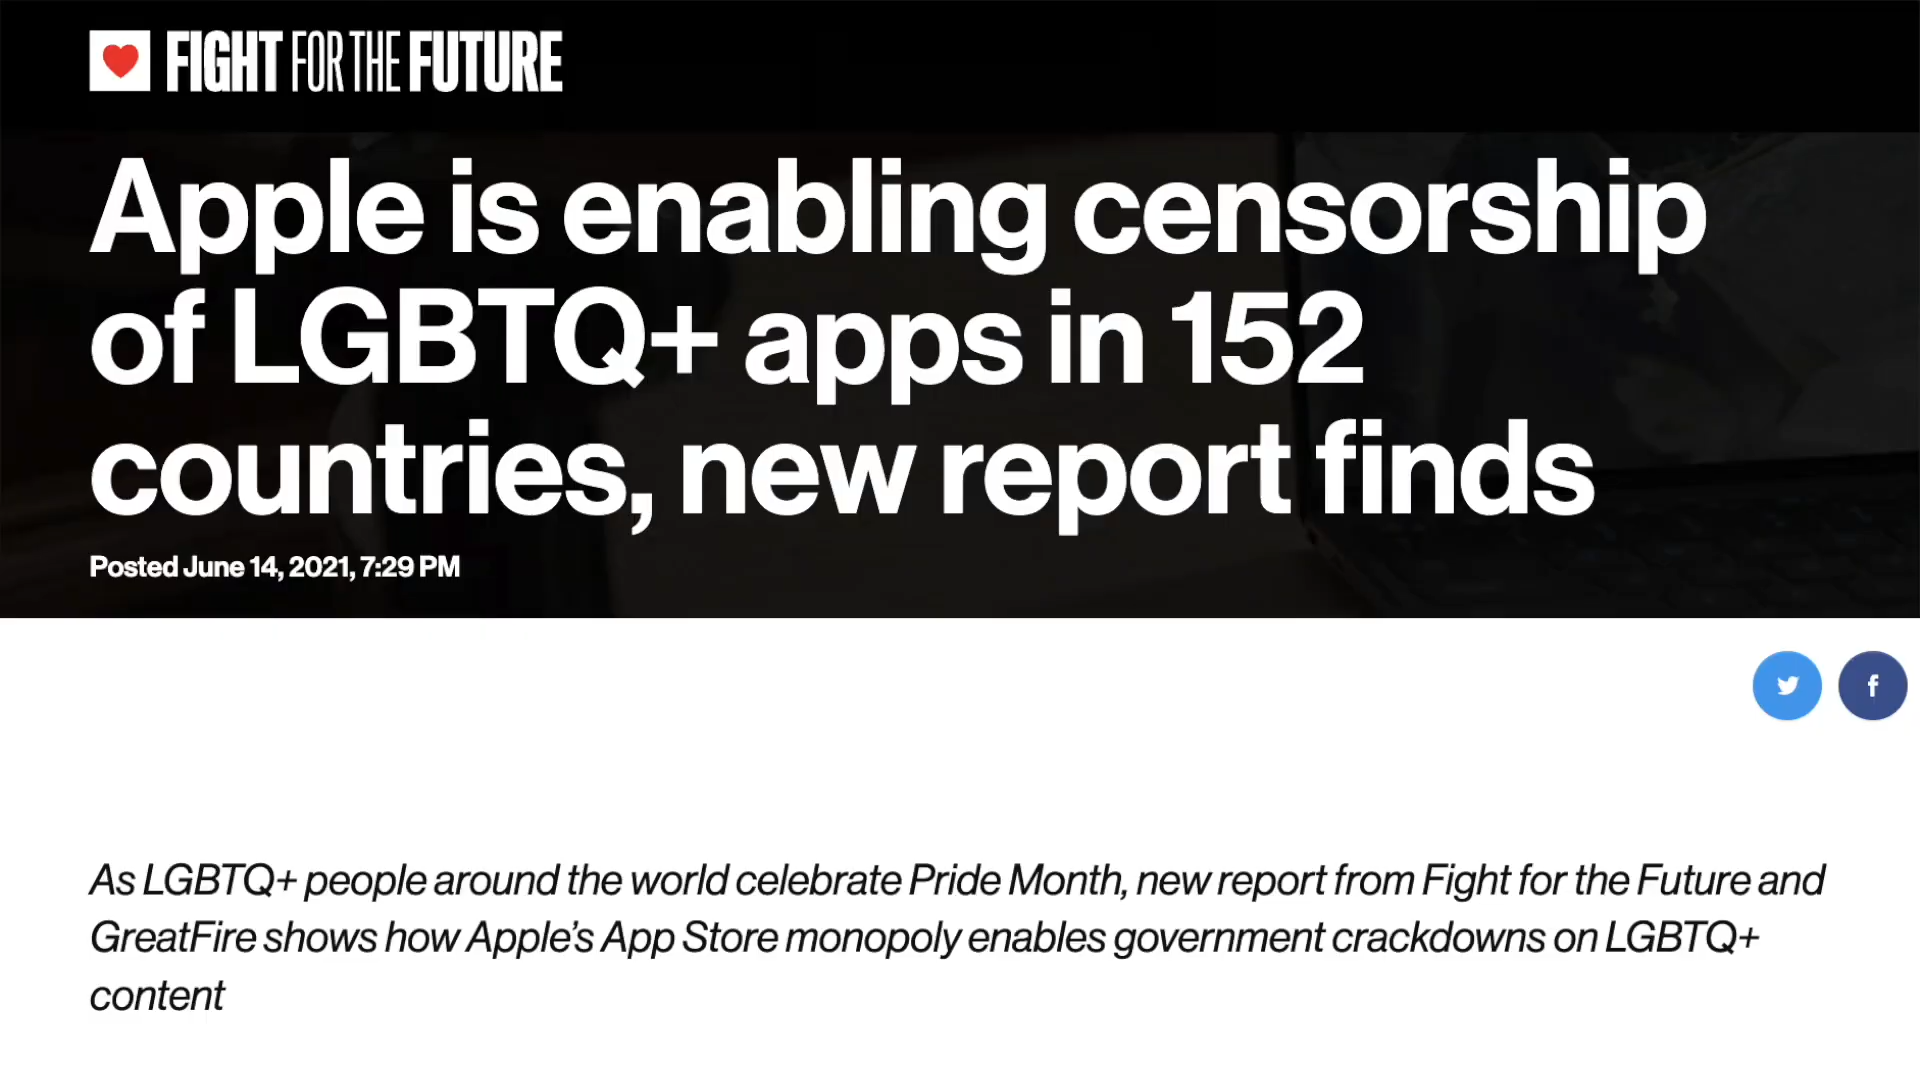 FIGHT FOR THE FUTURE
Apple is enabling censorship
of LGBTQ+ apps in 152
countries, new report finds
Posted June 14, 2021, 7:29 PM
As LGBTQ+ people around the world celebrate Pride Month, new report from Fight for the Future and
GreatFire shows how Apple’s App Store monopoly enables government crackdowns on LGBTQ+
content